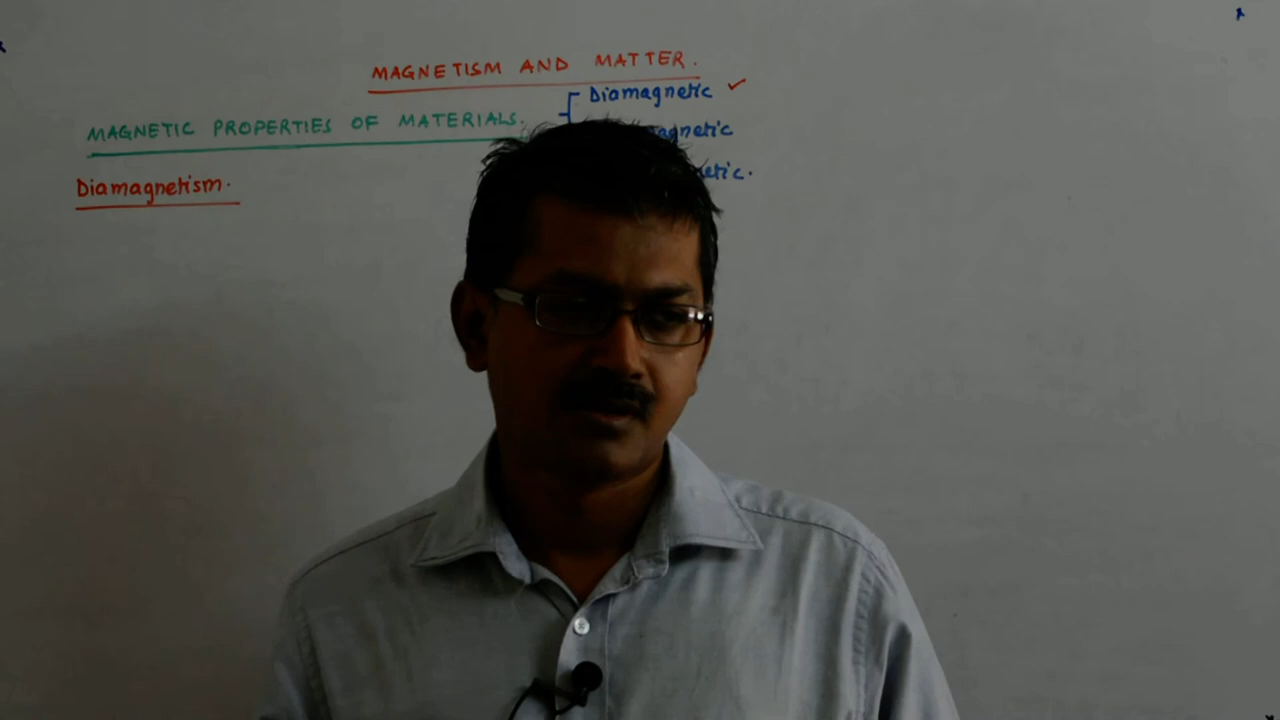 MAGNETISM AND MATTER.
Diamagnetic ✓
MAGNETIC PROPERTIES OF MATERIALS.
Diamagnetism.